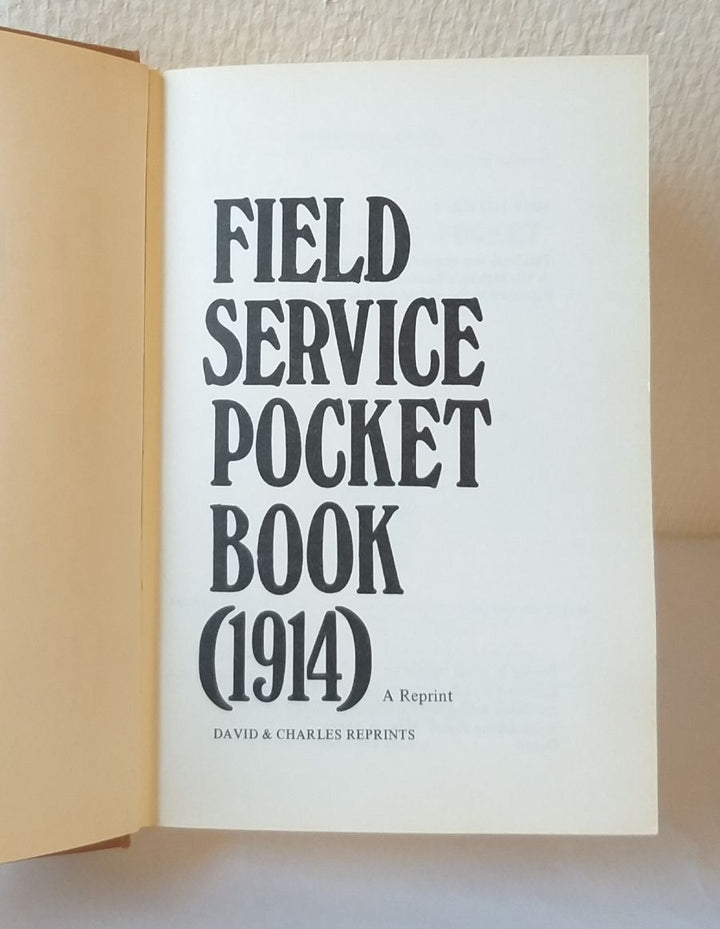 FIELD
SERVICE
POCKET
BOOK
(1914) A Reprint
DAVID & CHARLES REPRINTS